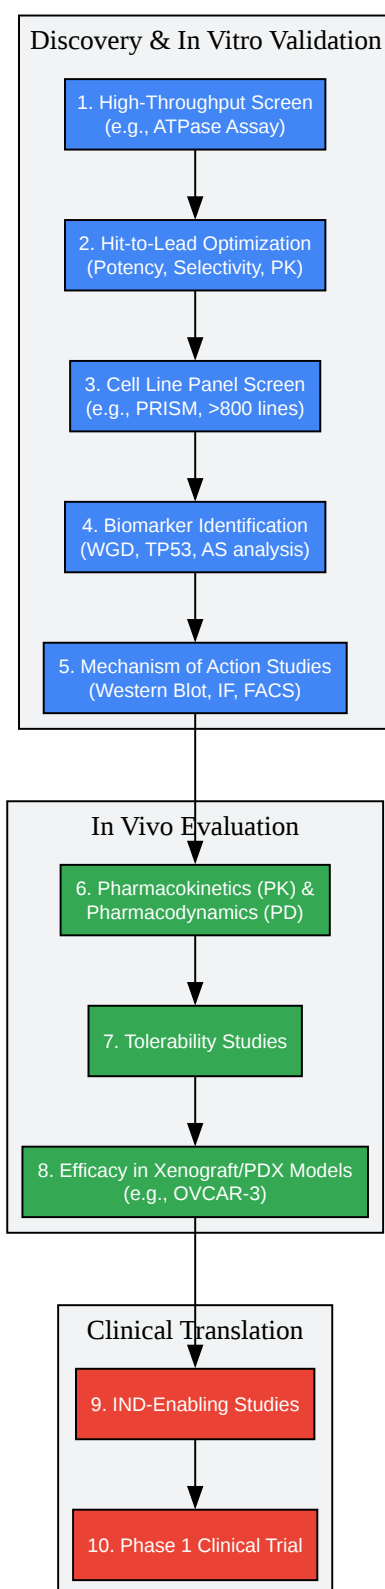 Discovery & In Vitro Validation
1. High-Throughput Screen
(e.g., ATPase Assay)
2. Hit-to-Lead Optimization
(Potency, Selectivity, PK)
3. Cell Line Panel Screen
(e.g., PRISM, >800 lines)
4. Biomarker Identification
(WGD, TP53, AS analysis)
5. Mechanism of Action Studies
(Western Blot, IF, FACS)
In Vivo Evaluation
6. Pharmacokinetics (PK) &
Pharmacodynamics (PD)
7. Tolerability Studies
8. Efficacy in Xenograft/PDX Models
(e.g., OVCAR-3)
Clinical Translation
9. IND-Enabling Studies
10. Phase 1 Clinical Trial